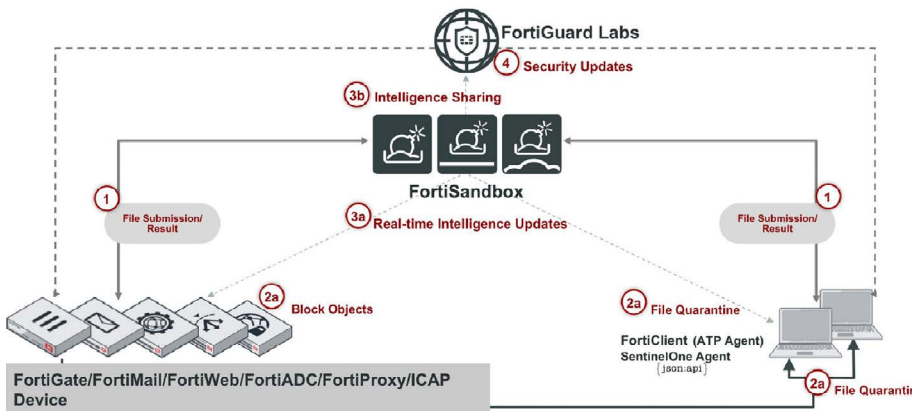 FortiGuard Labs
4 Security Updates
3b Intelligence Sharing
FortiSandbox
1
File Submission/
Result
3a Real-time Intelligence Updates
1
File Submission/
Result
2a Block Objects
2a File Quarantine
FortiClient (ATP Agent)
SentinelOne Agent
{json:api}
FortiGate/FortiMail/FortiWeb/FortiADC/FortiProxy/ICAP
Device
2a File Quarantin